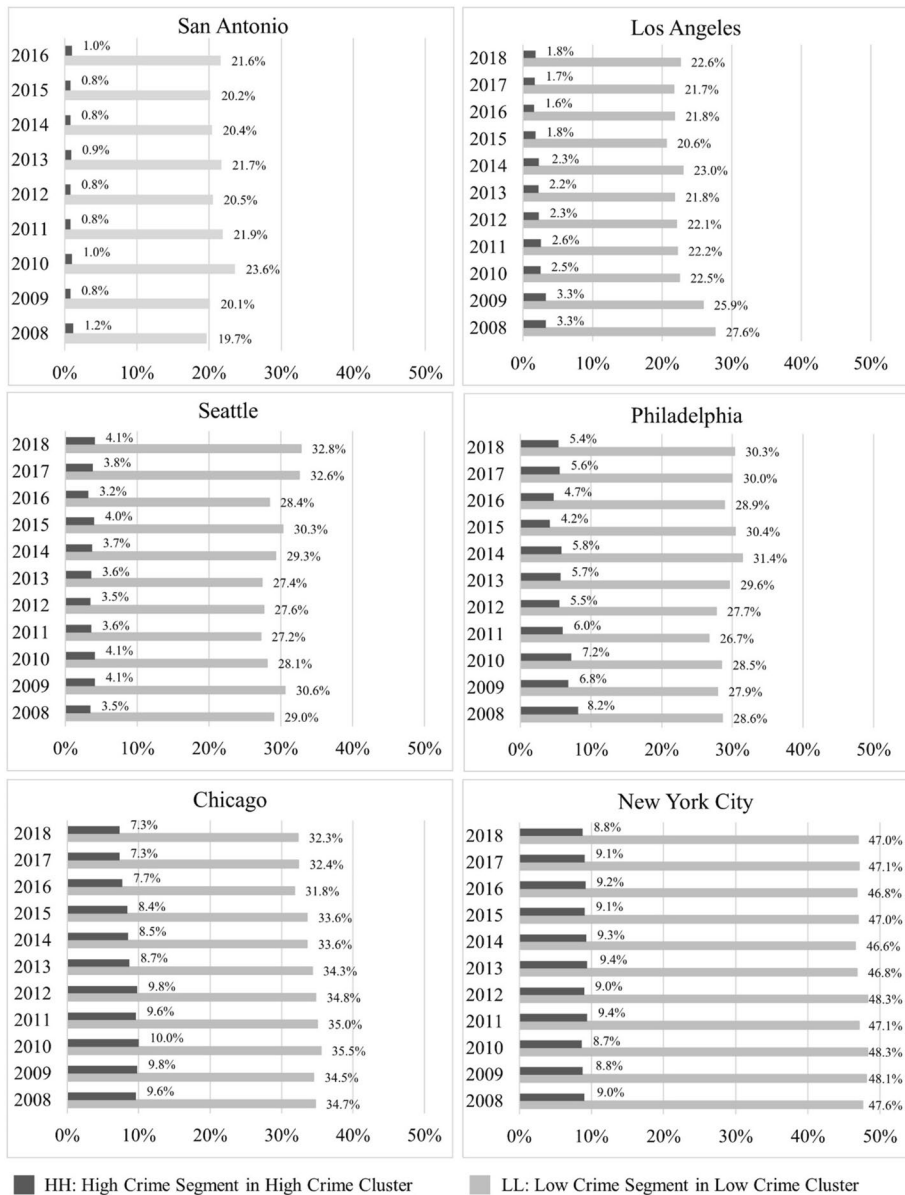 San Antonio
2016 1.0% 21.6%
2015 0.8% 20.2%
2014 0.8% 20.4%
2013 0.9% 21.7%
2012 0.8% 20.5%
2011 0.8% 21.9%
2010 1.0% 23.6%
2009 0.8% 20.1%
2008 1.2% 19.7%
0% 10% 20% 30% 40% 50%
Los Angeles
2018 1.8% 22.6%
2017 1.7% 21.7%
2016 1.6% 21.8%
2015 1.8% 20.6%
2014 2.3% 23.0%
2013 2.2% 21.8%
2012 2.3% 22.1%
2011 2.6% 22.2%
2010 2.5% 22.5%
2009 3.3% 25.9%
2008 3.3% 27.6%
0% 10% 20% 30% 40% 50%
Seattle
2018 4.1% 32.8%
2017 3.8% 32.6%
2016 3.2% 28.4%
2015 4.0% 30.3%
2014 3.7% 29.3%
2013 3.6% 27.4%
2012 3.5% 27.6%
2011 3.6% 27.2%
2010 4.1% 28.1%
2009 4.1% 30.6%
2008 3.5% 29.0%
0% 10% 20% 30% 40% 50%
Philadelphia
2018 5.4% 30.3%
2017 5.6% 30.0%
2016 4.7% 28.9%
2015 4.2% 30.4%
2014 5.8% 31.4%
2013 5.7% 29.6%
2012 5.5% 27.7%
2011 6.0% 26.7%
2010 7.2% 28.5%
2009 6.8% 27.9%
2008 8.2% 28.6%
0% 10% 20% 30% 40% 50%
Chicago
2018 7.3% 32.3%
2017 7.3% 32.4%
2016 7.7% 31.8%
2015 8.4% 33.6%
2014 8.5% 33.6%
2013 8.7% 34.3%
2012 9.8% 34.8%
2011 9.6% 35.0%
2010 10.0% 35.5%
2009 9.8% 34.5%
2008 9.6% 34.7%
0% 10% 20% 30% 40% 50%
New York City
2018 8.8% 47.0%
2017 9.1% 47.1%
2016 9.2% 46.8%
2015 9.1% 47.0%
2014 9.3% 46.6%
2013 9.4% 46.8%
2012 9.0% 48.3%
2011 9.4% 47.1%
2010 8.7% 48.3%
2009 8.8% 48.1%
2008 9.0% 47.6%
0% 10% 20% 30% 40% 50%
HH: High Crime Segment in High Crime Cluster
LL: Low Crime Segment in Low Crime Cluster